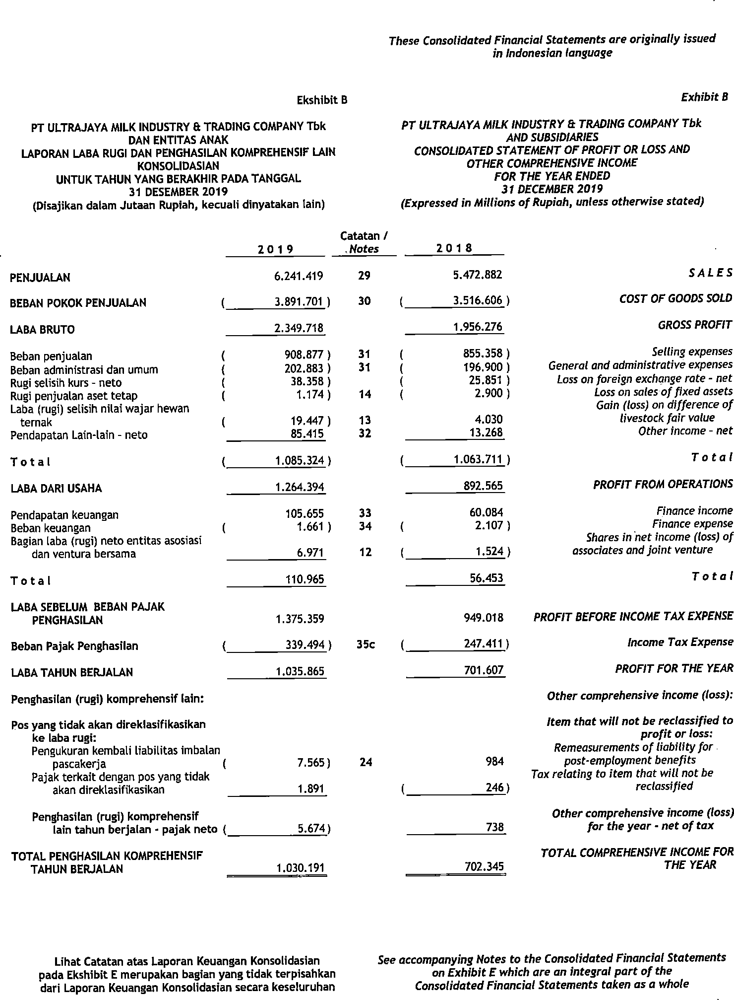 These Consolidated Financial Statements are originally issued
in Indonesian language
Ekshibit B
Exhibit B
PT ULTRAJAYA MILK INDUSTRY & TRADING COMPANY Tbk
DAN ENTITAS ANAK
LAPORAN LABA RUGI DAN PENGHASILAN KOMPREHENSIF LAIN
KONSOLIDASIAN
UNTUK TAHUN YANG BERAKHIR PADA TANGGAL
31 DESEMBER 2019
(Disajikan dalam Jutaan Rupiah, kecuali dinyatakan lain)
PT ULTRAJAYA MILK INDUSTRY & TRADING COMPANY Tbk
AND SUBSIDIARIES
CONSOLIDATED STATEMENT OF PROFIT OR LOSS AND
OTHER COMPREHENSIVE INCOME
FOR THE YEAR ENDED
31 DECEMBER 2019
(Expressed in Millions of Rupiah, unless otherwise stated)
Catatan /
2 0 1 9 Notes 2 0 1 8
PENJUALAN 6.241.419 29 5.472.882 S A L E S
BEBAN POKOK PENJUALAN ( 3.891.701 ) 30 ( 3.516.606 ) COST OF GOODS SOLD
LABA BRUTO 2.349.718 1.956.276 GROSS PROFIT
Beban penjualan ( 908.877 ) 31 ( 855.358 ) Selling expenses
Beban administrasi dan umum ( 202.883 ) 31 ( 196.900 ) General and administrative expenses
Rugi selisih kurs - neto ( 38.358 ) ( 25.851 ) Loss on foreign exchange rate - net
Rugi penjualan aset tetap ( 1.174 ) 14 ( 2.900 ) Loss on sales of fixed assets
Laba (rugi) selisih nilai wajar hewan Gain (loss) on difference of
ternak ( 19.447 ) 13 4.030 livestock fair value
Pendapatan Lain-lain - neto 85.415 32 13.268 Other income - net
T o t a l ( 1.085.324 ) ( 1.063.711 ) T o t a l
LABA DARI USAHA 1.264.394 892.565 PROFIT FROM OPERATIONS
Pendapatan keuangan 105.655 33 60.084 Finance income
Beban keuangan ( 1.661 ) 34 ( 2.107 ) Finance expense
Bagian laba (rugi) neto entitas asosiasi Shares in net income (loss) of
dan ventura bersama 6.971 12 ( 1.524 ) associates and joint venture
T o t a l 110.965 56.453 T o t a l
LABA SEBELUM BEBAN PAJAK
PENGHASILAN 1.375.359 949.018 PROFIT BEFORE INCOME TAX EXPENSE
Beban Pajak Penghasilan ( 339.494 ) 35c ( 247.411 ) Income Tax Expense
LABA TAHUN BERJALAN 1.035.865 701.607 PROFIT FOR THE YEAR
Penghasilan (rugi) komprehensif lain: Other comprehensive income (loss):
Pos yang tidak akan direklasifikasikan Item that will not be reclassified to
ke laba rugi: profit or loss:
Pengukuran kembali liabilitas imbalan Remeasurements of liability for
pascakerja ( 7.565 ) 24 984 post-employment benefits
Pajak terkait dengan pos yang tidak Tax relating to item that will not be
akan direklasifikasikan 1.891 ( 246 ) reclassified
Penghasilan (rugi) komprehensif Other comprehensive income (loss)
lain tahun berjalan - pajak neto ( 5.674 ) 738 for the year - net of tax
TOTAL PENGHASILAN KOMPREHENSIF TOTAL COMPREHENSIVE INCOME FOR
TAHUN BERJALAN 1.030.191 702.345 THE YEAR
Lihat Catatan atas Laporan Keuangan Konsolidasian
pada Ekshibit E merupakan bagian yang tidak terpisahkan
dari Laporan Keuangan Konsolidasian secara keseluruhan
See accompanying Notes to the Consolidated Financial Statements
on Exhibit E which are an integral part of the
Consolidated Financial Statements taken as a whole